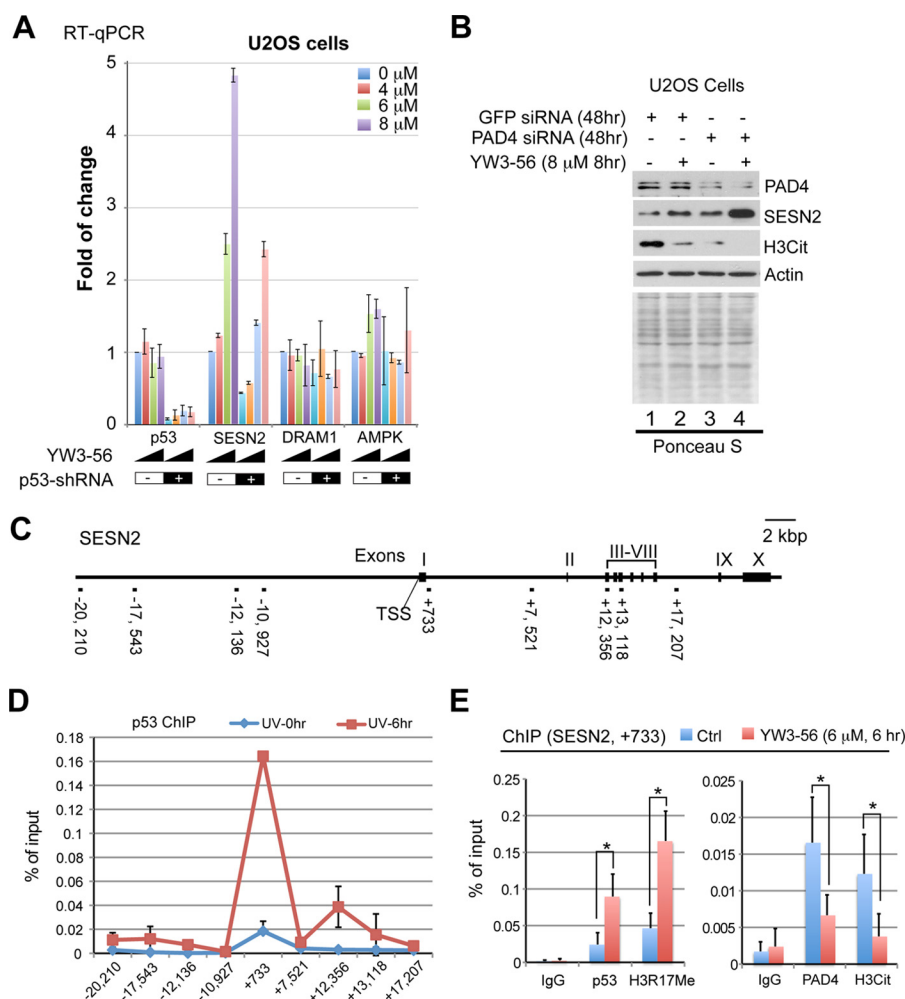 A
RT-qPCR
U2OS cells
Fold of change
5
4
3
2
1
0
0 µM
4 µM
6 µM
8 µM
p53
SESN2
DRAM1
AMPK
YW3-56
p53-shRNA
- + - + - + - +
B
U2OS Cells
GFP siRNA (48hr) + + - -
PAD4 siRNA (48hr) - - + +
YW3-56 (8 µM 8hr) - + - +
PAD4
SESN2
H3Cit
Actin
1 2 3 4
Ponceau S
C
SESN2
Exons
I
II
III-VIII
IX
X
2 kbp
TSS
-20, 210
-17, 543
-12, 136
-10, 927
+733
+7, 521
+12, 356
+13, 118
+17, 207
D
p53 ChIP
UV-0hr
UV-6hr
% of input
0.18
0.16
0.14
0.12
0.1
0.08
0.06
0.04
0.02
0
-20,210
-17,543
-12,136
-10,927
+733
+7,521
+12,356
+13,118
+17,207
E
ChIP (SESN2, +733)
Ctrl
YW3-56 (6 µM, 6 hr)
% of input
0.25
0.2
0.15
0.1
0.05
0
*
*
IgG
p53
H3R17Me
0.025
0.02
0.015
0.01
0.005
0
*
*
IgG
PAD4
H3Cit